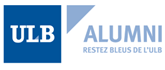 ULB
ALUMNI
RESTEZ BLEUS DE L'ULB